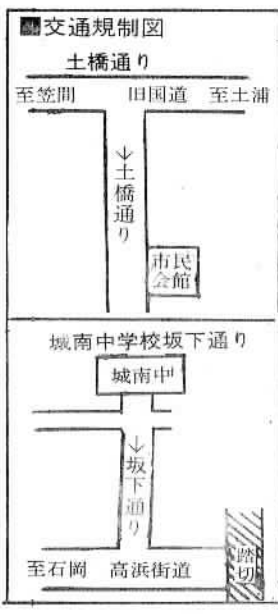 ■交通規制図
土橋通り
至笠間 旧国道 至土浦
↓土橋通り
市民
会館
城南中学校坂下通り
城南中
↓坂下通り
至石岡 高浜街道
踏切